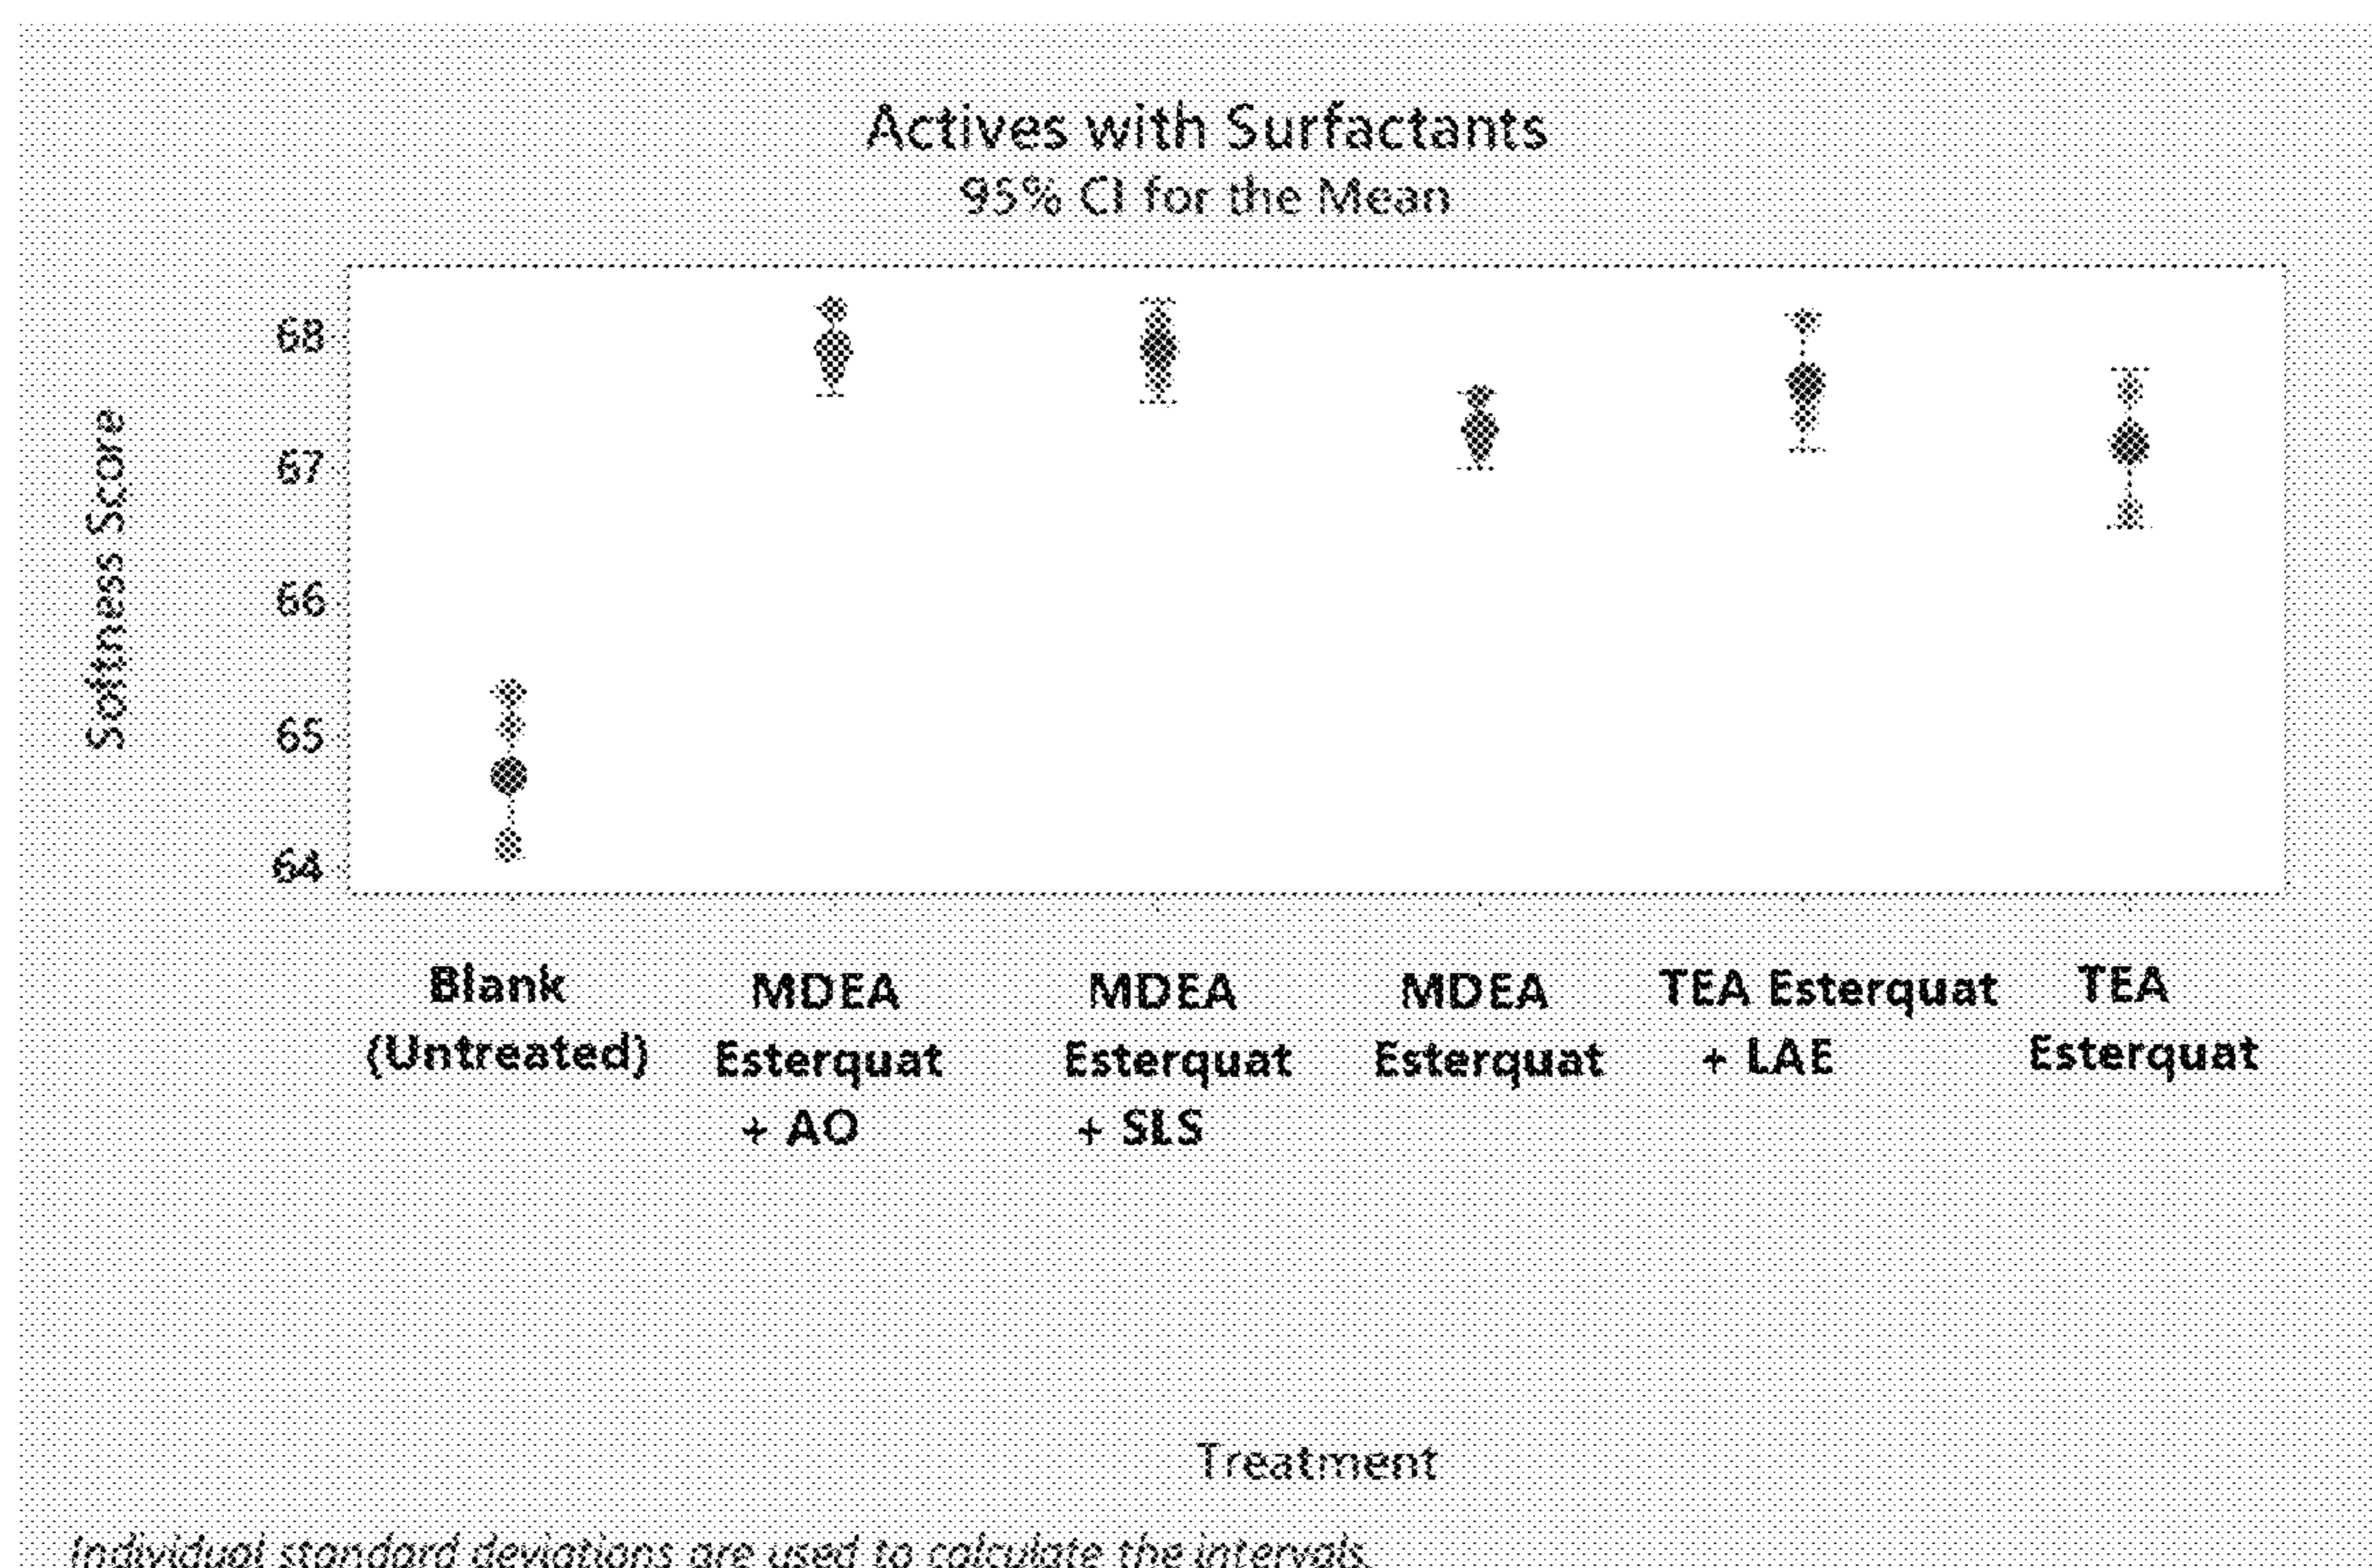 Actives with Surfactants
95% CI for the Mean
Softness Score
68
67
66
65
64
Blank
(Untreated)
MDEA
Esterquat
+ AO
MDEA
Esterquat
+ SLS
MDEA
Esterquat
TEA Esterquat
+ LAE
TEA
Esterquat
Treatment
Individual standard deviations are used to calculate the intervals.